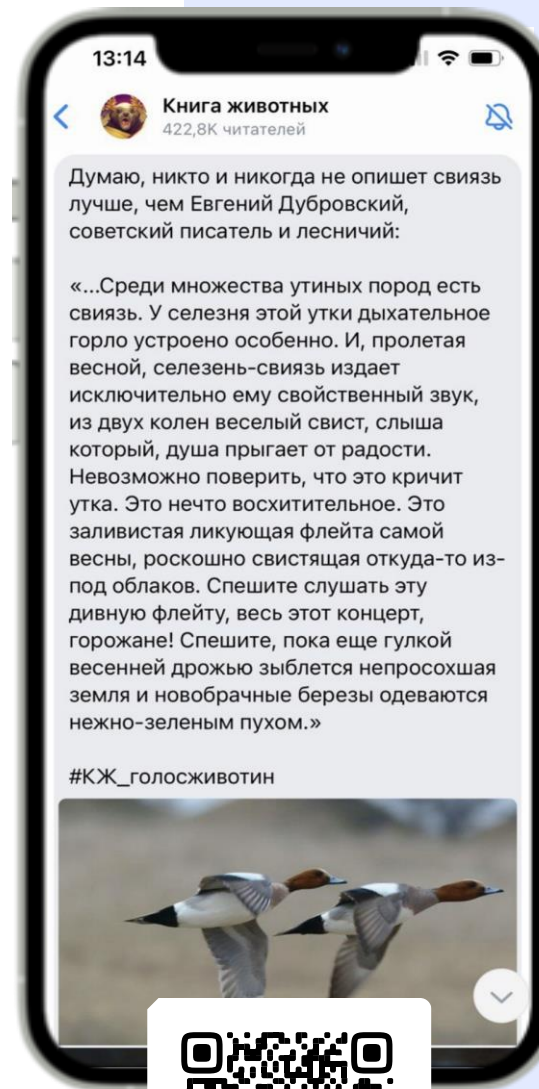 13:14
Книга животных
422,8K читателей
Думаю, никто и никогда не опишет свиязь
лучше, чем Евгений Дубровский,
советский писатель и лесничий:
«...Среди множества утиных пород есть
свиязь. У селезня этой утки дыхательное
горло устроено особенно. И, пролетая
весной, селезень-свиязь издает
исключительно ему свойственный звук,
из двух колен веселый свист, слыша
который, душа прыгает от радости.
Невозможно поверить, что это кричит
утка. Это нечто восхитительное. Это
заливистая ликующая флейта самой
весны, роскошно свистящая откуда-то из-
под облаков. Спешите слушать эту
дивную флейту, весь этот концерт,
горожане! Спешите, пока еще гулкой
весенней дрожью зыблется непросохшая
земля и новобрачные березы одеваются
нежно-зеленым пухом.»
#КЖ_голосживотин